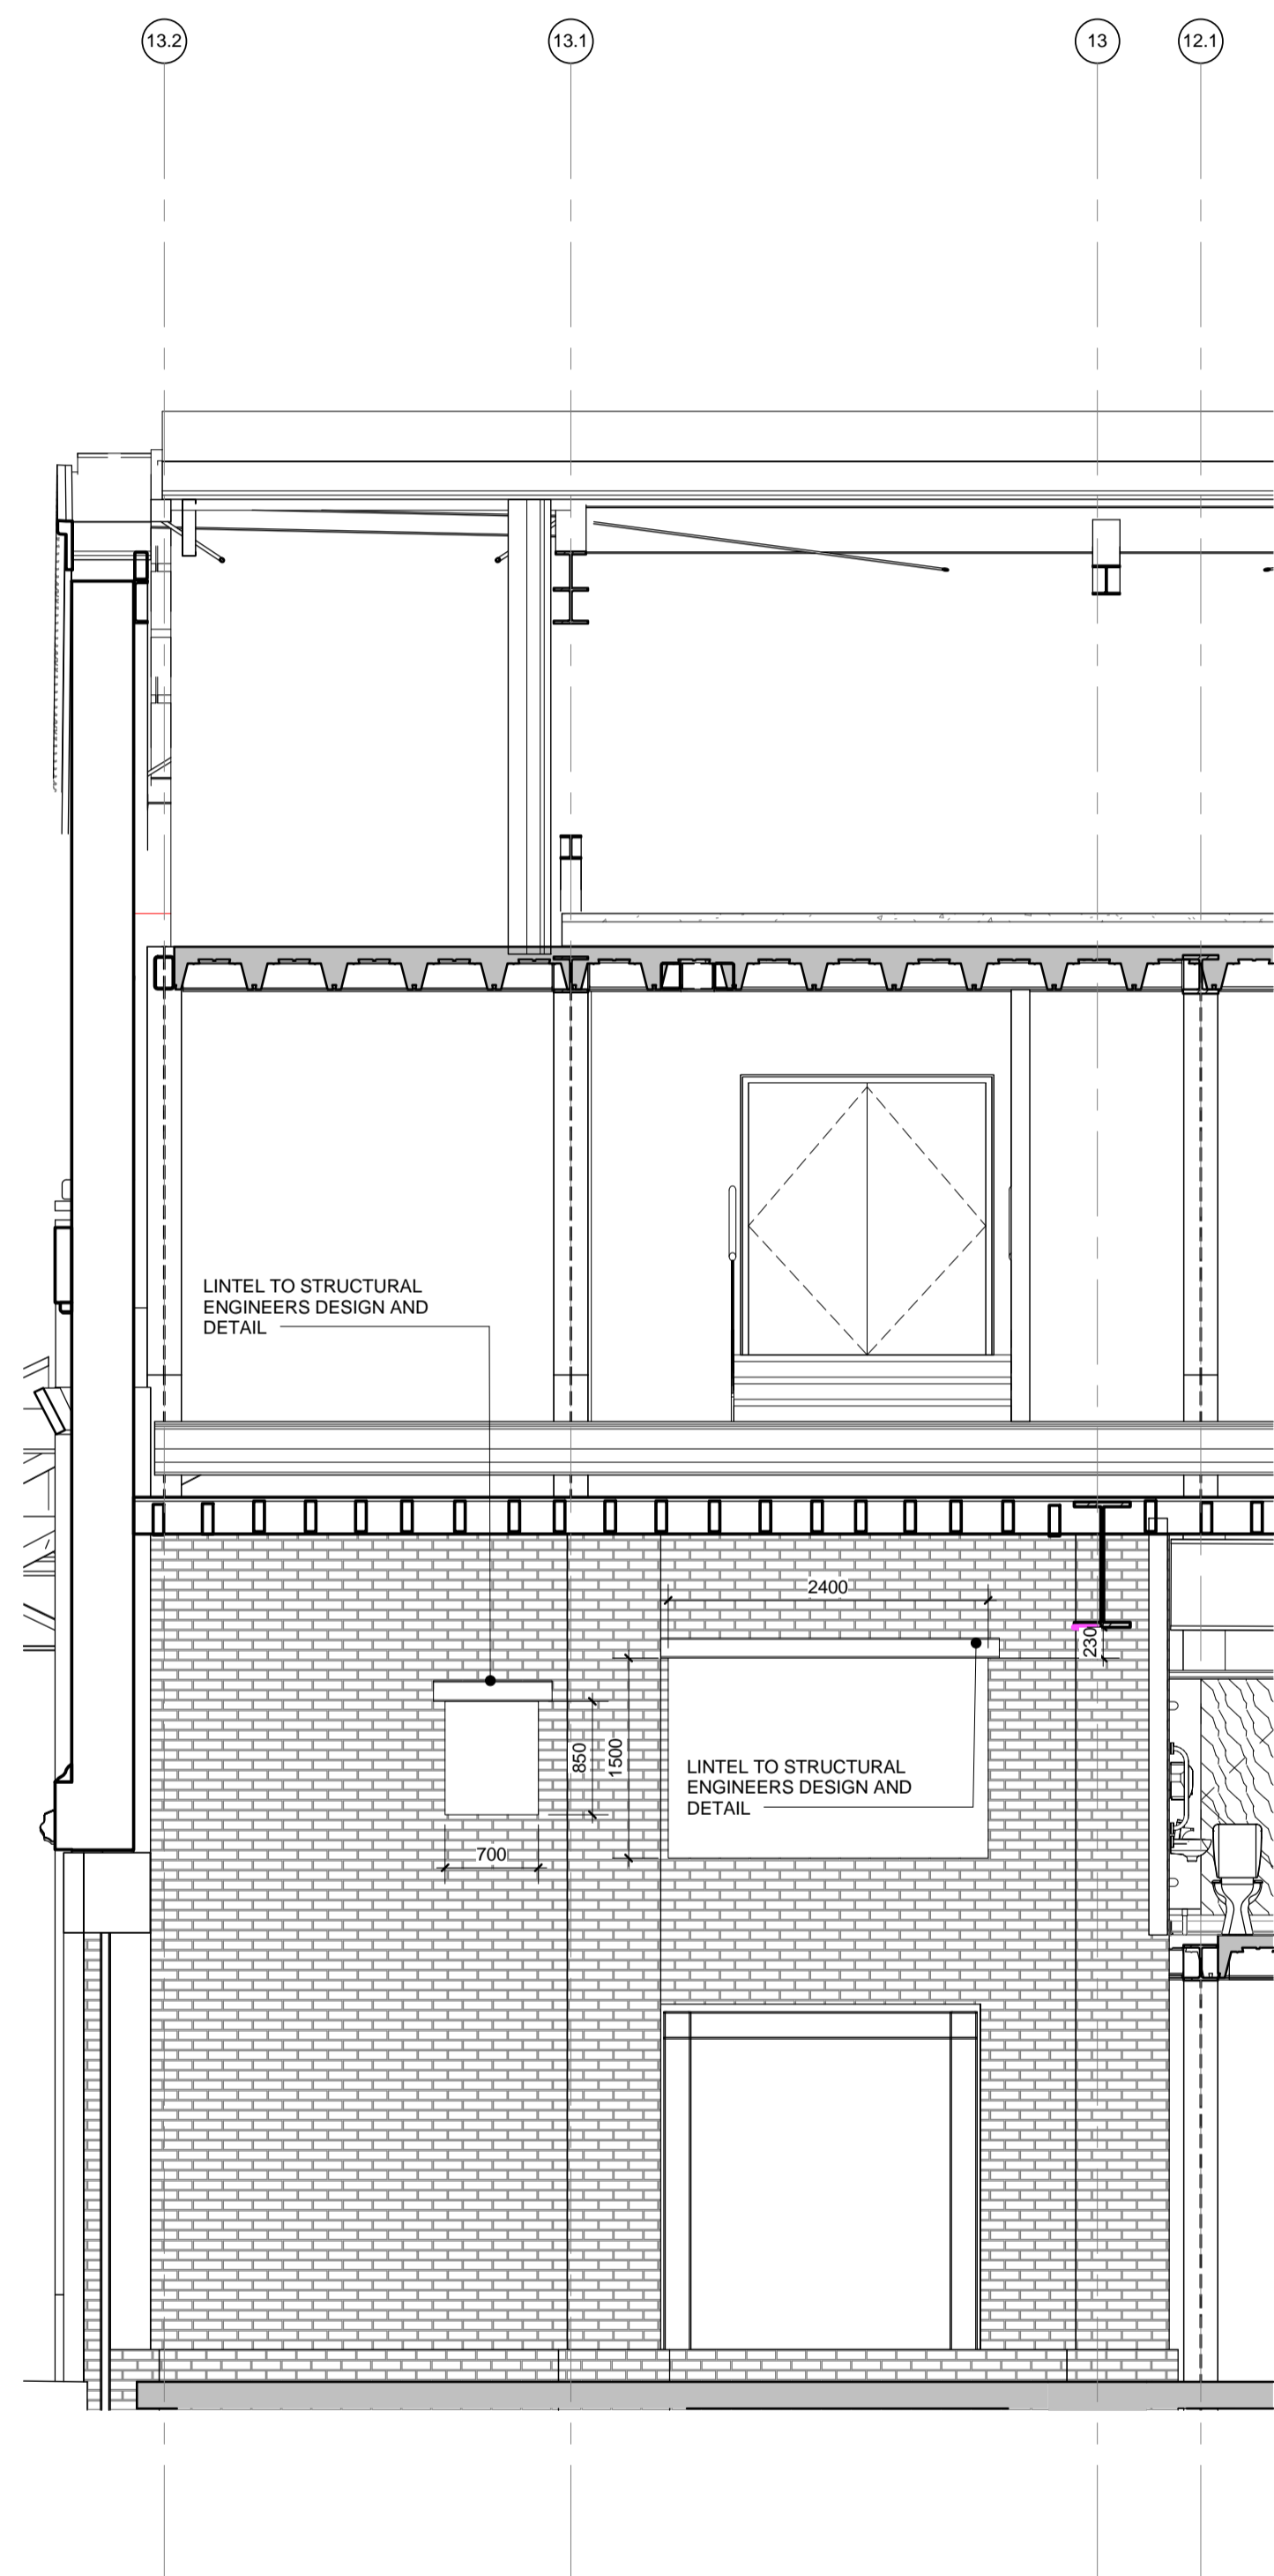 13.2
13.1
13
12.1
LINTEL TO STRUCTURAL
ENGINEERS DESIGN AND
DETAIL
2400
230
850
1500
LINTEL TO STRUCTURAL
ENGINEERS DESIGN AND
DETAIL
700